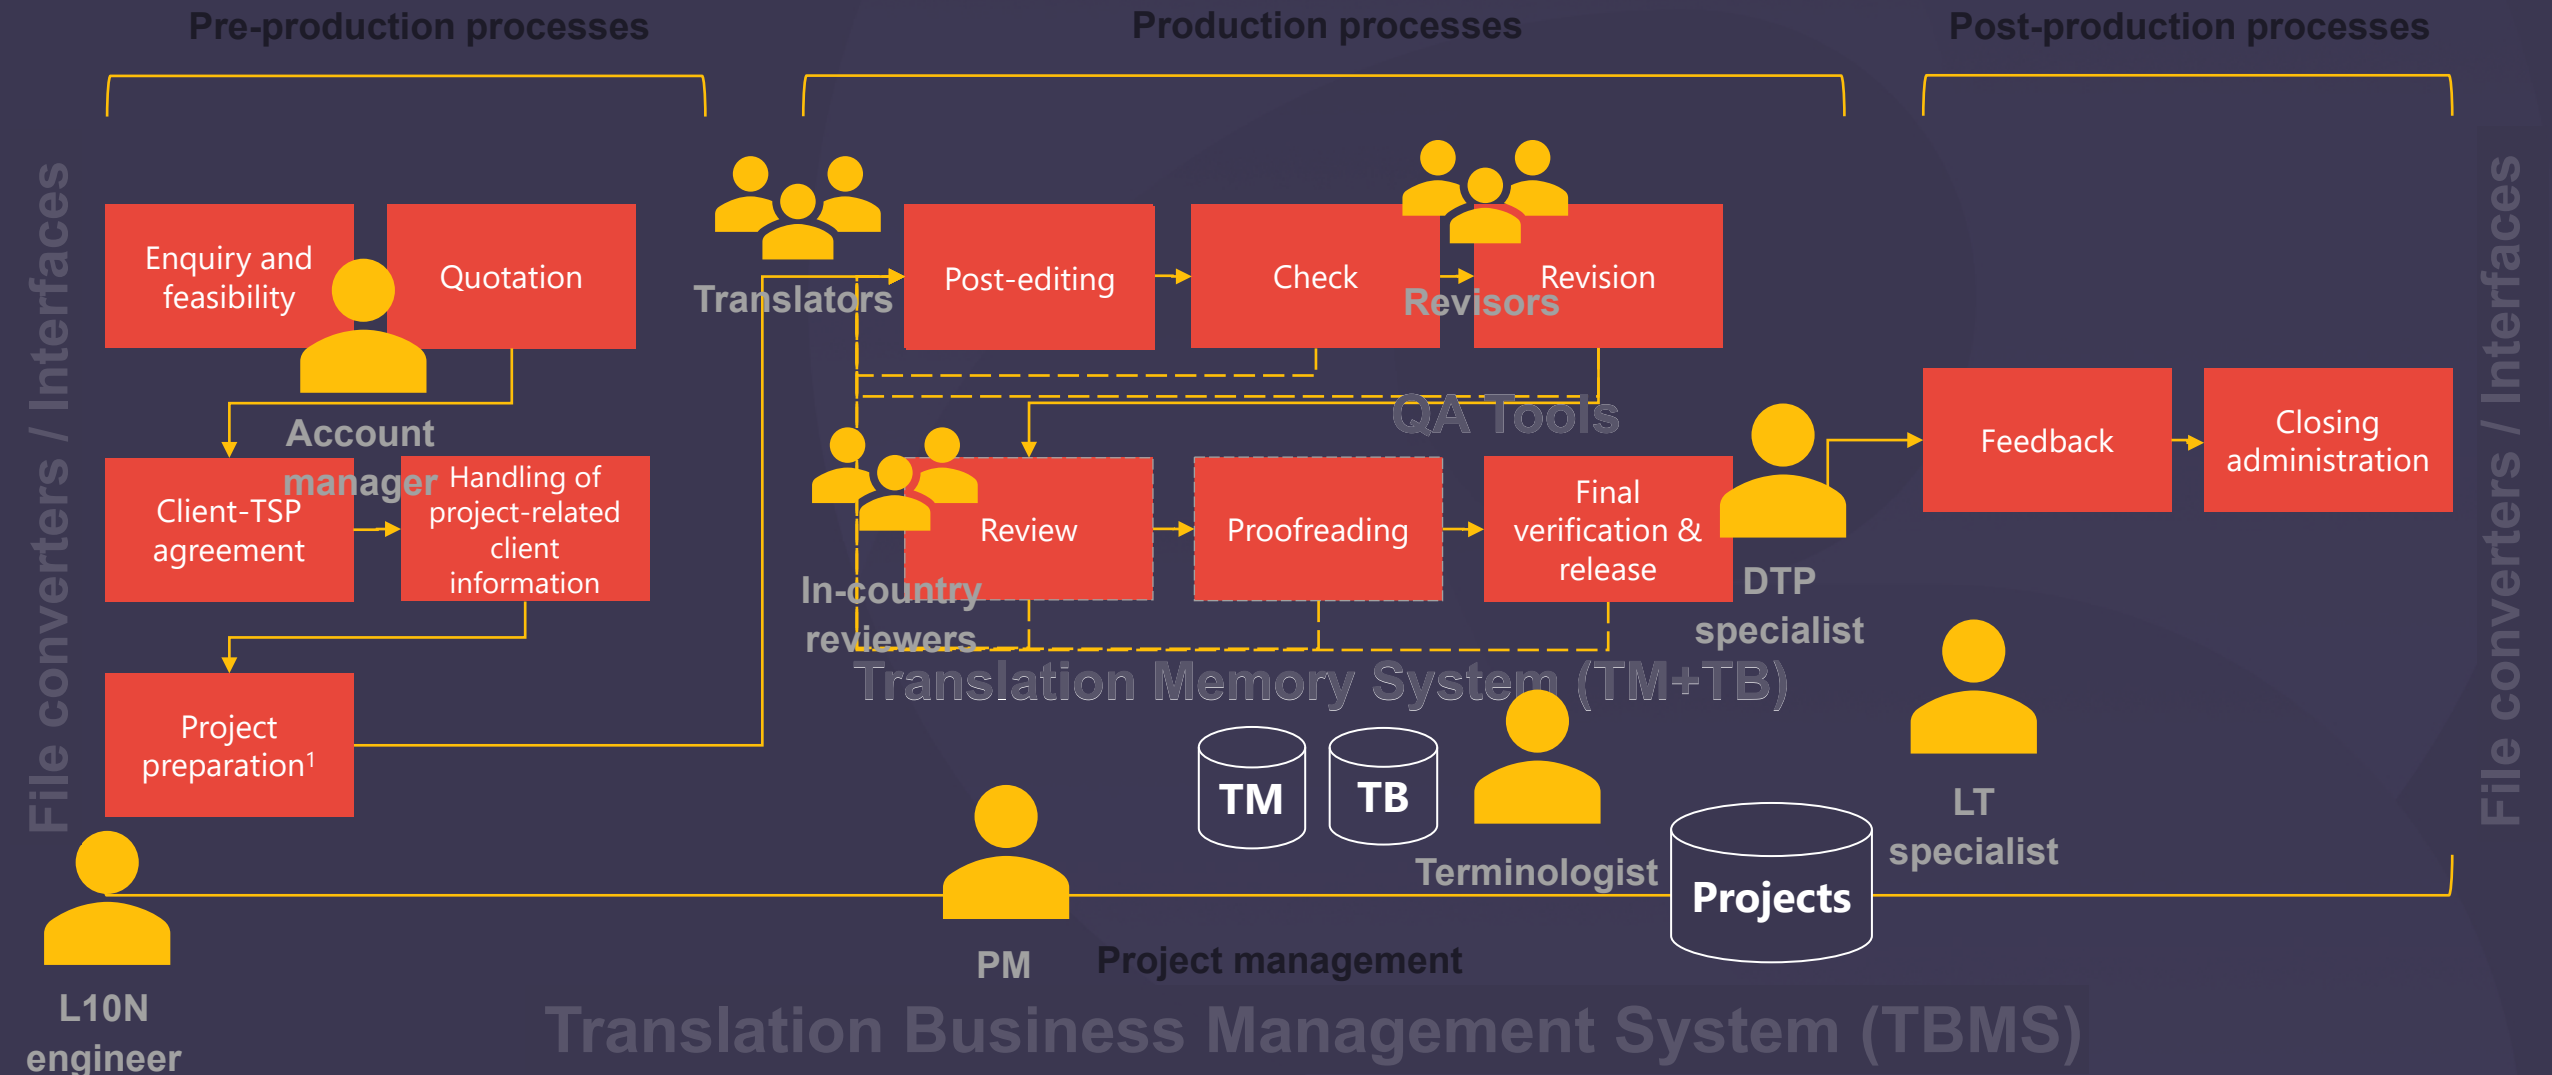 Pre-production processes
Production processes
Post-production processes
File converters / Interfaces
Enquiry and
feasibility
Quotation
Account
manager
Client-TSP
agreement
Handling of
project-related
client
information
Project
preparation¹
L10N
engineer
Translators
Post-editing
Check
Revisors
Revision
QA Tools
In-country
reviewers
Review
Proofreading
Final
verification &
release
DTP
specialist
Translation Memory System (TM+TB)
TM
TB
Terminologist
PM
Project management
Projects
LT
specialist
Feedback
Closing
administration
File converters / Interfaces
Translation Business Management System (TBMS)